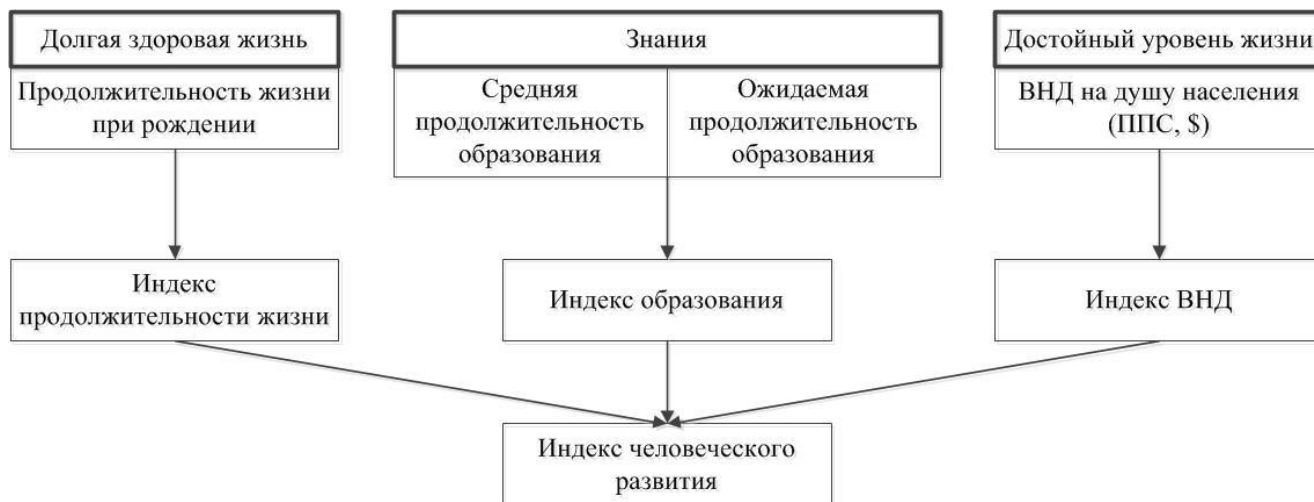 Долгая здоровая жизнь
Продолжительность жизни
при рождении
Знания
Средняя
продолжительность
образования
Ожидаемая
продолжительность
образования
Достойный уровень жизни
ВНД на душу населения
(ППС, $)
Индекс
продолжительности жизни
Индекс образования
Индекс ВНД
Индекс человеческого
развития